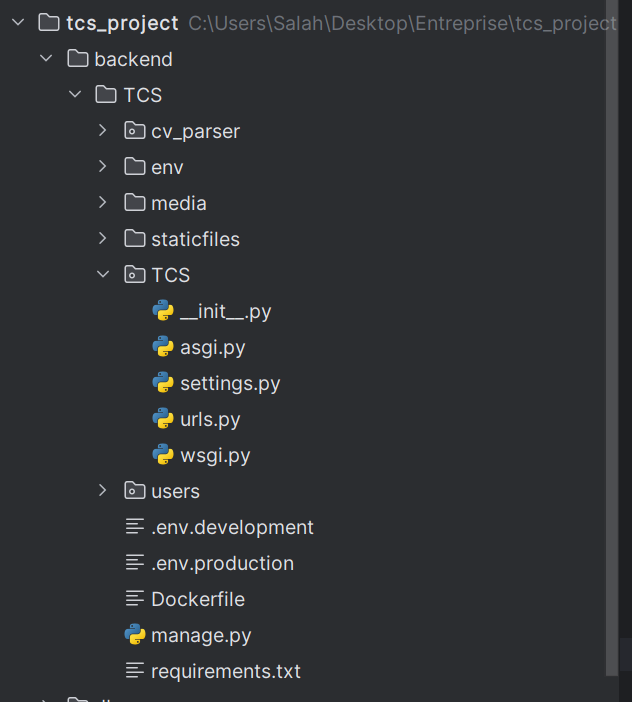 tcs_project C:\Users\Salah\Desktop\Entreprise\tcs_project
backend
TCS
cv_parser
env
media
staticfiles
TCS
__init__.py
asgi.py
settings.py
urls.py
wsgi.py
users
.env.development
.env.production
Dockerfile
manage.py
requirements.txt